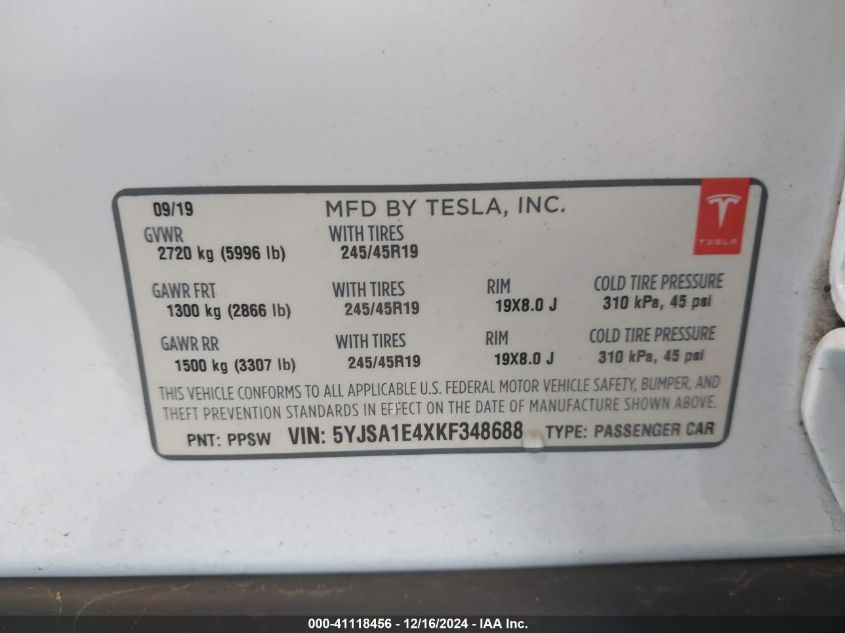 09/19 MFD BY TESLA, INC.
TESLA
GVWR WITH TIRES
2720 kg (5996 lb) 245/45R19
GAWR FRT WITH TIRES RIM COLD TIRE PRESSURE
1300 kg (2866 lb) 245/45R19 19X8.0 J 310 kPa, 45 psi
GAWR RR WITH TIRES RIM COLD TIRE PRESSURE
1500 kg (3307 lb) 245/45R19 19X8.0 J 310 kPa, 45 psi
THIS VEHICLE CONFORMS TO ALL APPLICABLE U.S. FEDERAL MOTOR VEHICLE SAFETY, BUMPER, AND
THEFT PREVENTION STANDARDS IN EFFECT ON THE DATE OF MANUFACTURE SHOWN ABOVE.
PNT: PPSW VIN: 5YJSA1E4XKF348688 TYPE: PASSENGER CAR
000-41118456 - 12/16/2024 - IAA Inc.